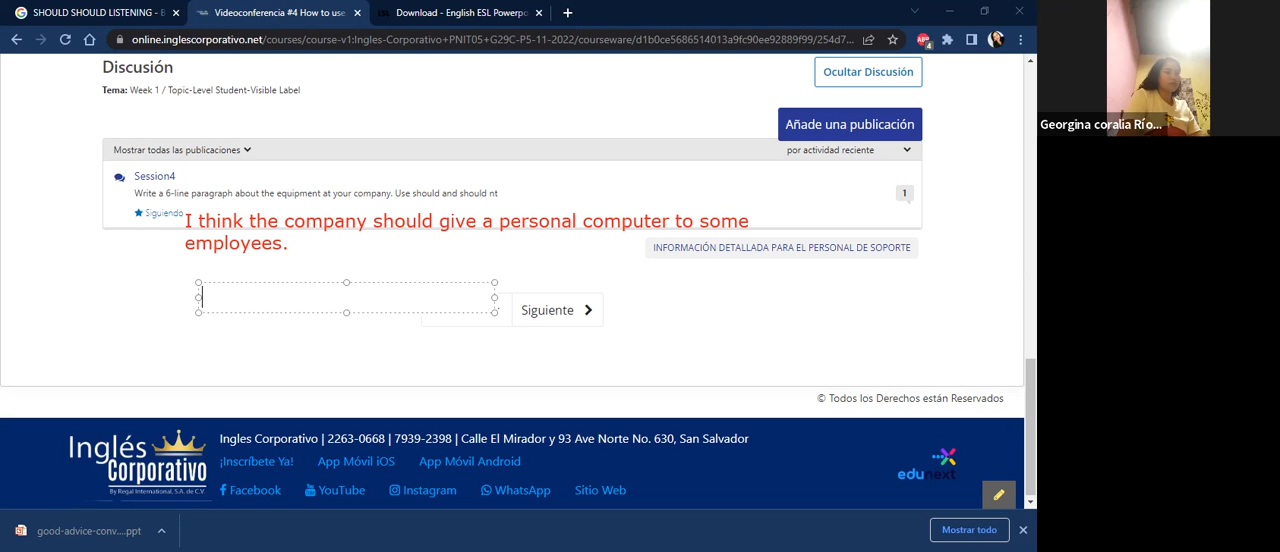 SHOULD SHOULD LISTENING - B
Videoconferencia #4 How to use
Download - English ESL Powerpo
online.inglescorporativo.net/courses/course-v1:Ingles-Corporativo+PNIT05+G29C-P5-11-2022/courseware/d1b0ce5686514013a9fc90ee92889f99/254d7...
Discusión
Ocultar Discusión
Tema: Week 1 / Topic-Level Student-Visible Label
Añade una publicación
Mostrar todas las publicaciones
por actividad reciente
Session4
Write a 6-line paragraph about the equipment at your company. Use should and should nt
1
Siguiendo
I think the company should give a personal computer to some
employees.
INFORMACIÓN DETALLADA PARA EL PERSONAL DE SOPORTE
Siguiente
© Todos los Derechos están Reservados
Inglés
Corporativo
By Regal International, S.A. de C.V.
Ingles Corporativo | 2263-0668 | 7939-2398 | Calle El Mirador y 93 Ave Norte No. 630, San Salvador
¡Inscríbete Ya! App Móvil iOS App Móvil Android
Facebook YouTube Instagram WhatsApp Sitio Web
edunext
good-advice-conv....ppt
Mostrar todo
Georgina coralia Río...
4